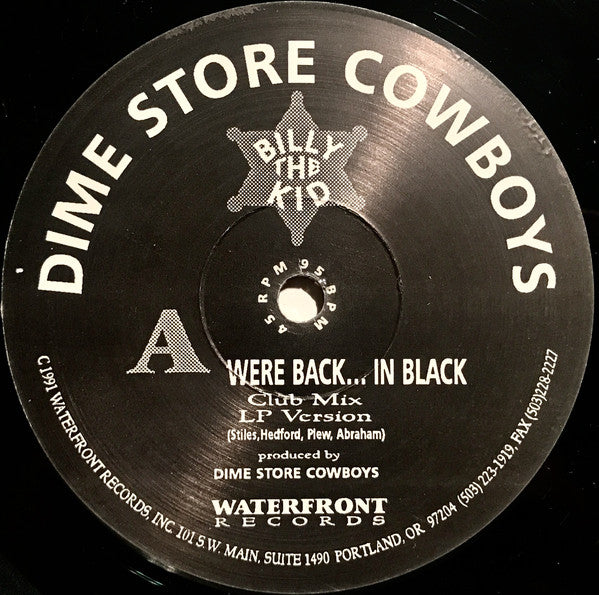 DIME STORE COWBOYS
BILLY
THE
KID
45 RPM 95 BPM
A
WERE BACK... IN BLACK
Club Mix
LP Version
(Stiles,Hedford, Plew, Abraham)
produced by
DIME STORE COWBOYS
WATERFRONT
RECORDS
C 1991 WATERFRONT RECORDS, INC. 101 S.W. MAIN, SUITE 1490 PORTLAND, OR 97204 (503) 223-1919, FAX (503)228-2227